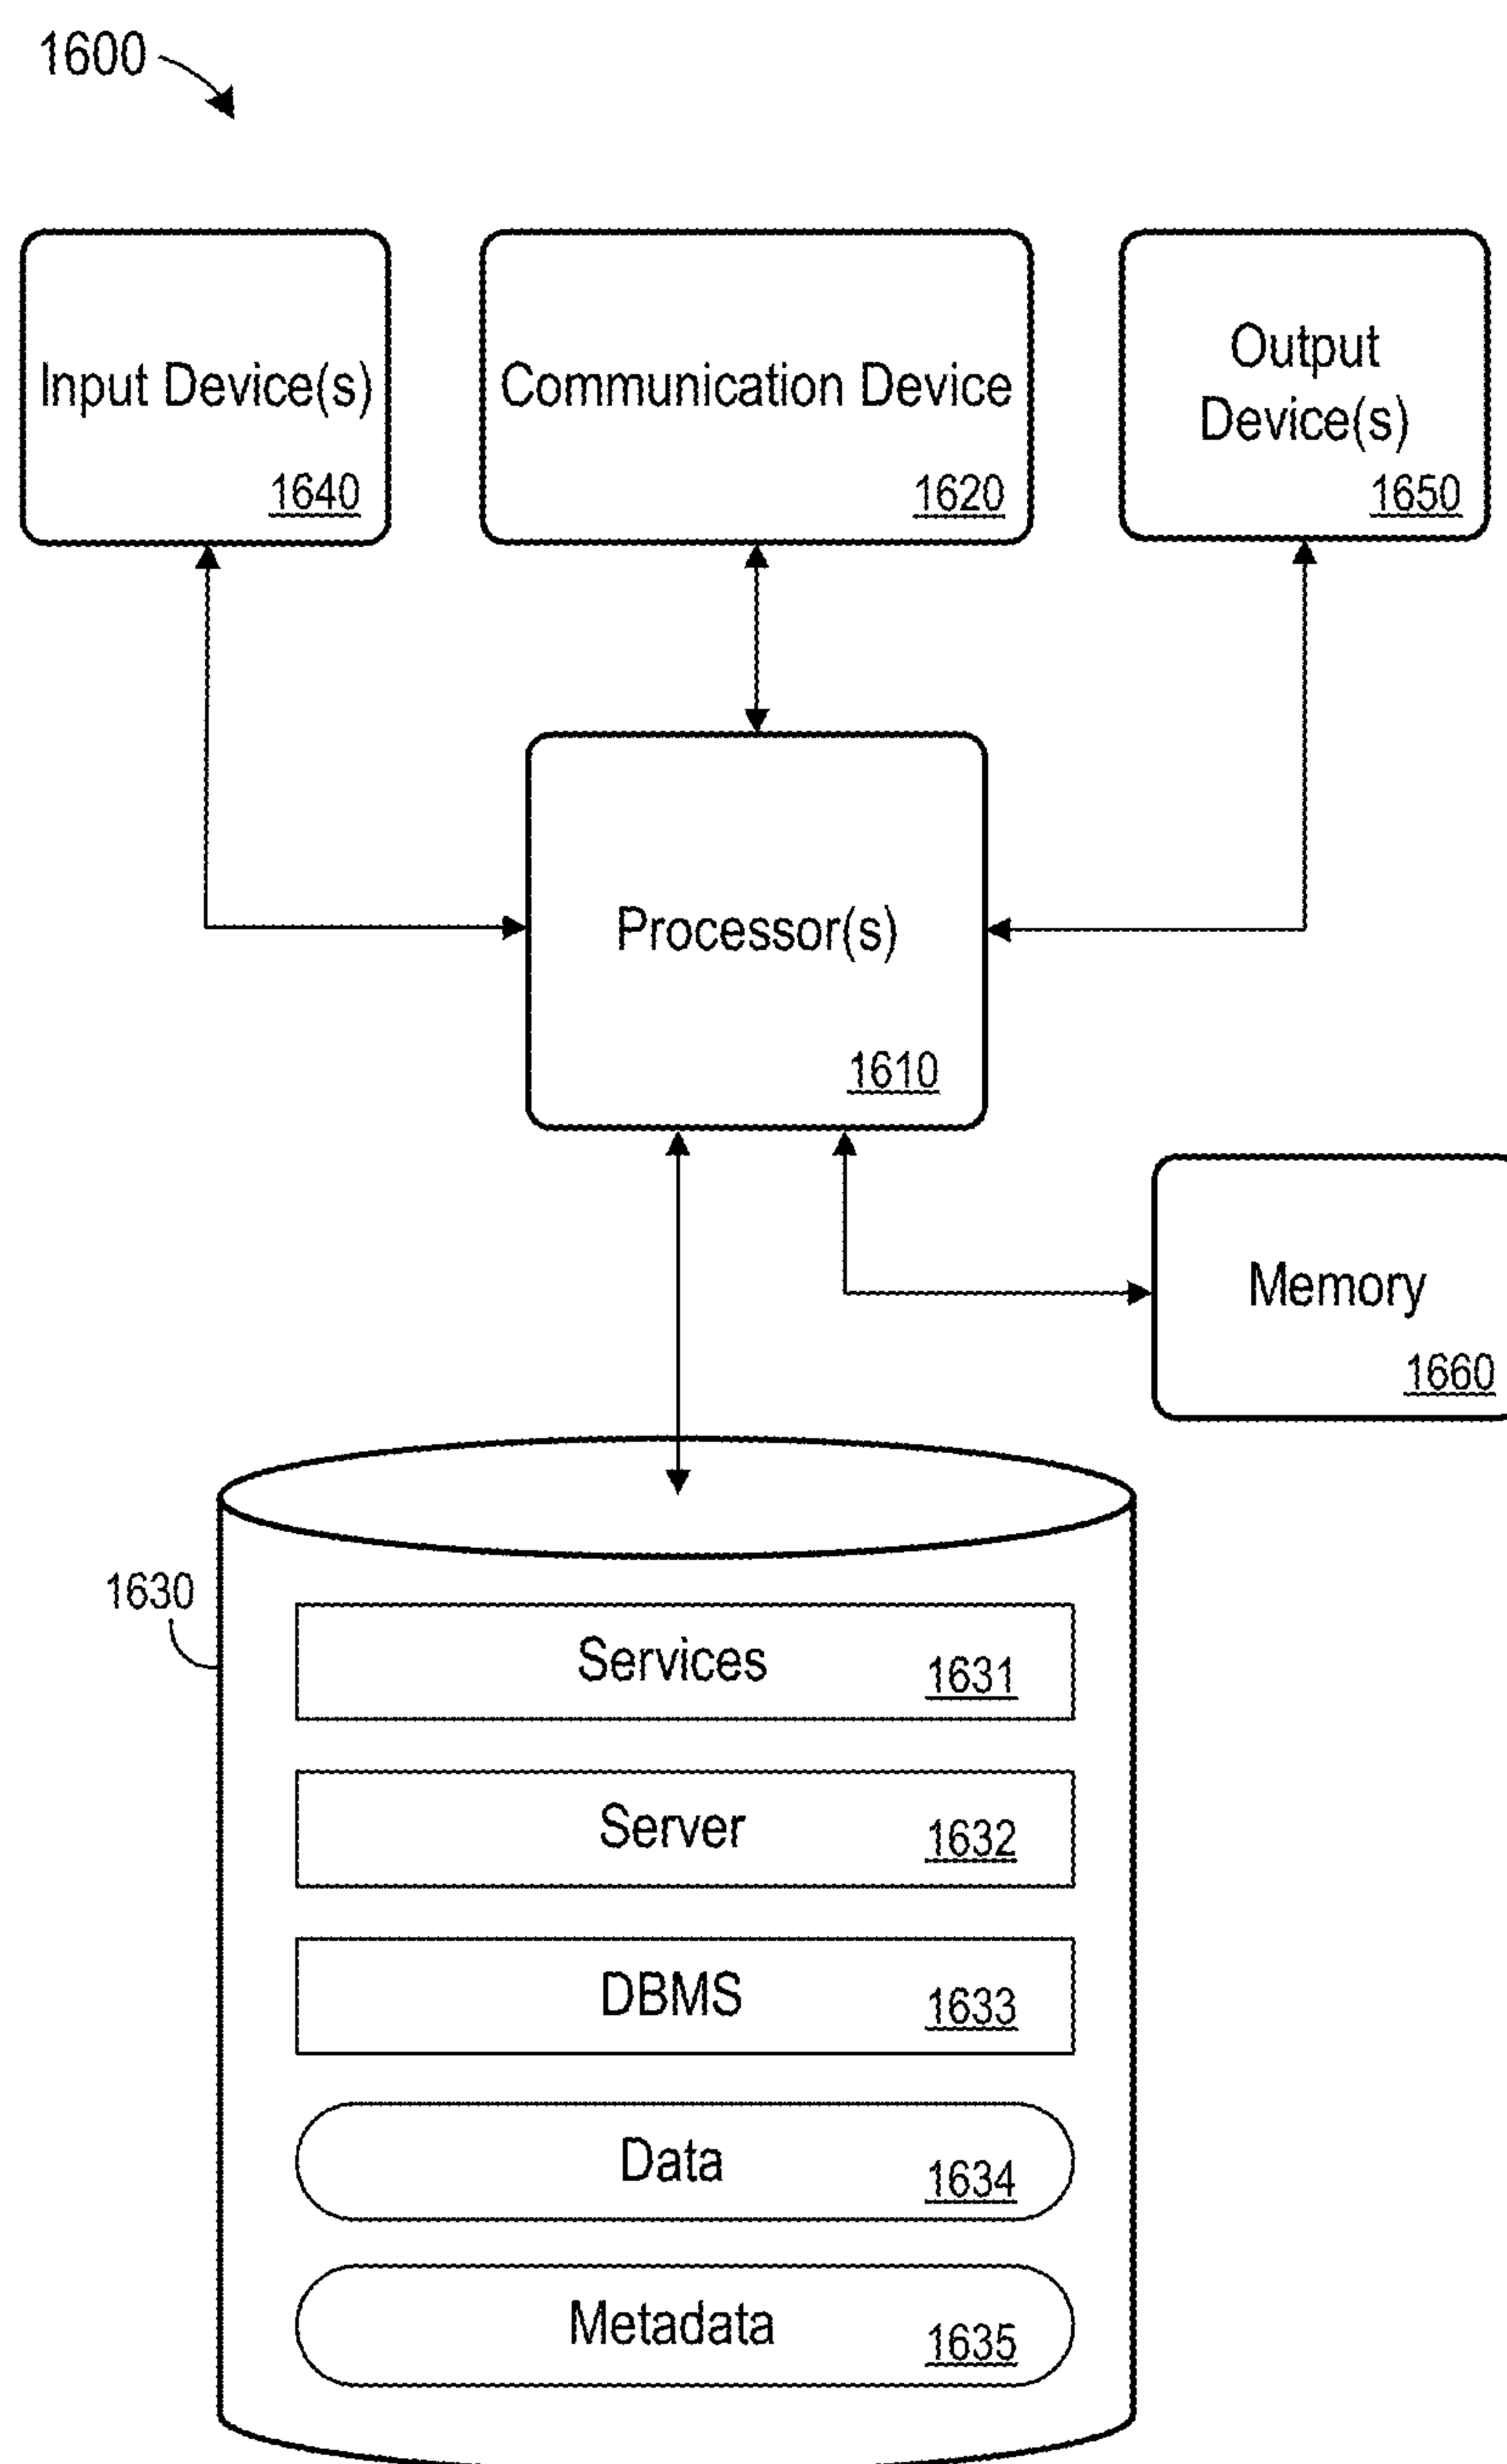 1600
Input Device(s)
1640
Communication Device
1620
Output
Device(s)
1650
Processor(s)
1610
Memory
1660
1630
Services 1631
Server 1632
DBMS 1633
Data 1634
Metadata 1635